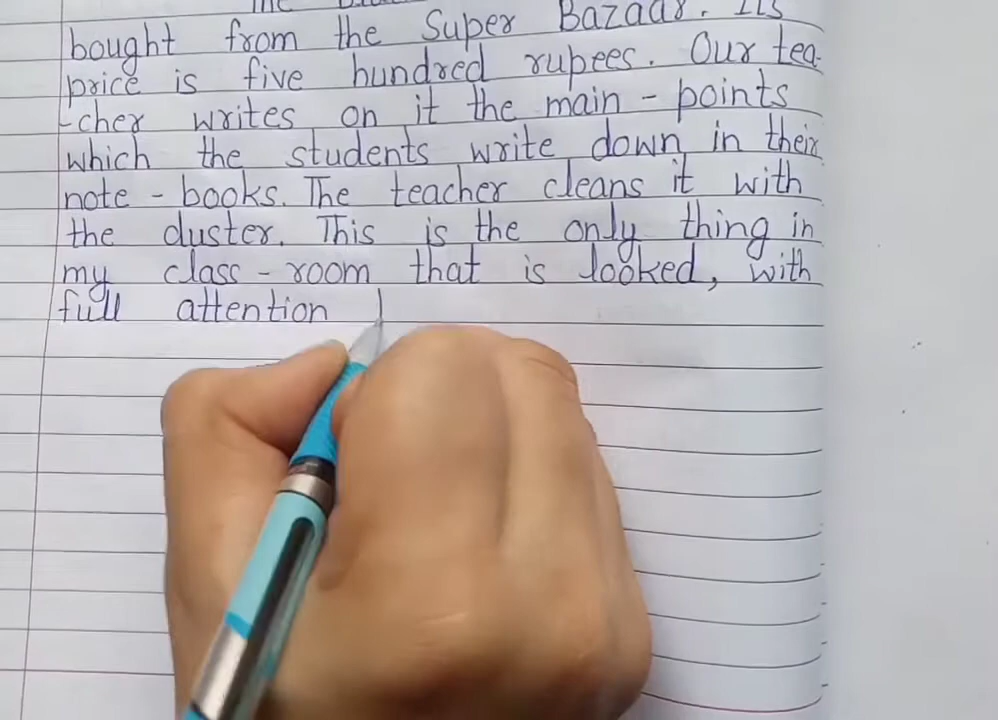 bought from the Super Bazaar. Its
price is five hundred rupees. Our tea-
-cher writes on it the main - points
which the students write down in their
note - books. The teacher cleans it with
the duster. This is the only thing in
my class - room that is looked, with
full attention